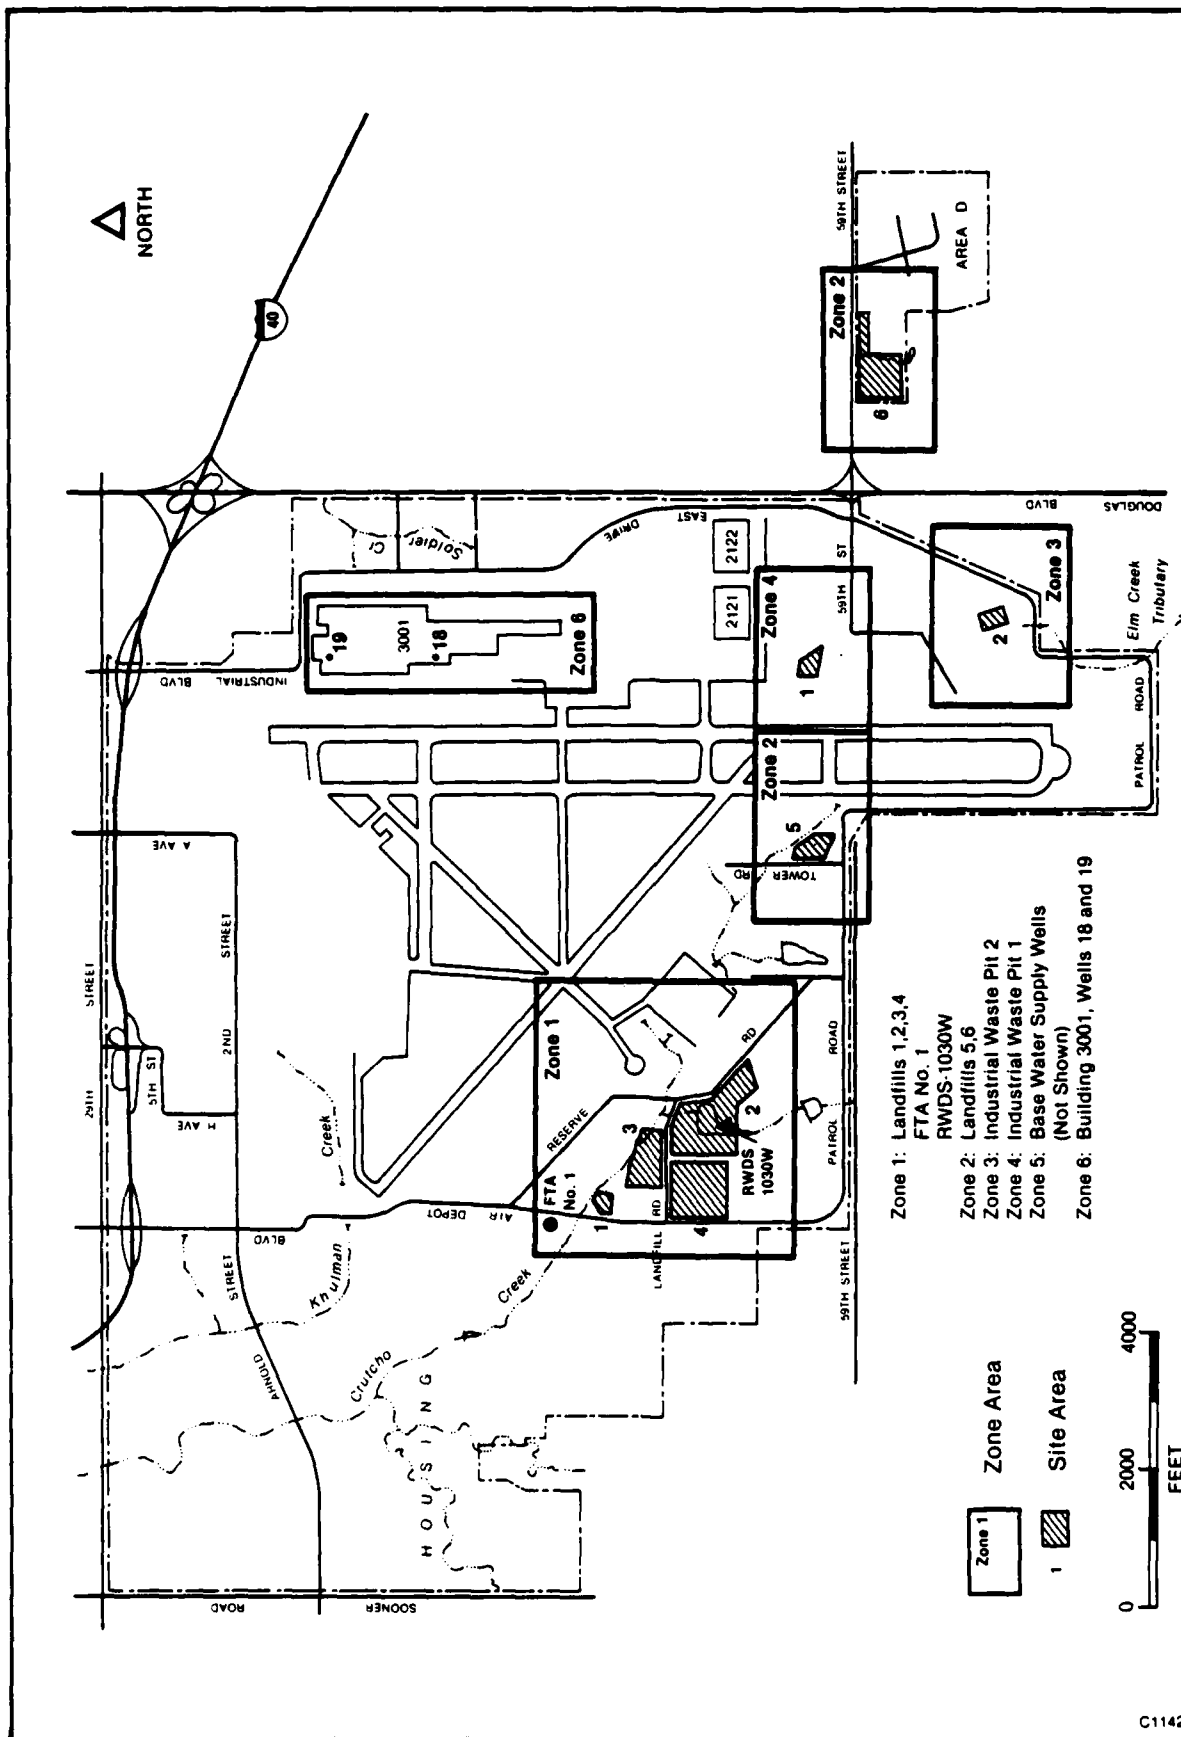 NORTH
40
29TH
STREET
A AVE
2ND
STREET
5TH ST
H AVE
BLVD
STREET
ARNOLD
SOONER
ROAD
INDUSTRIAL
BLVD
Soldier
Cr
EAST
DRIVE
19
3001
18
Zone 6
2121
2122
Zone 4
1
59TH
ST
Zone 2
5
TOWER
RD
59TH STREET
Zone 2
6
AREA D
DOUGLAS
BLVD
Zone 3
2
Elm Creek
Tributary
PATROL
ROAD
Khulman
Creek
Crutcho
Creek
HOUSING
AIR
DEPOT
Zone 1
RESERVE
RD
FTA
No. 1
1
3
2
4
RWDS
1030W
LANDFILL
RD
PATROL
ROAD
59TH STREET
Zone 1: Landfills 1,2,3,4
FTA No. 1
RWDS-1030W
Zone 2: Landfills 5,6
Zone 3: Industrial Waste Pit 2
Zone 4: Industrial Waste Pit 1
Zone 5: Base Water Supply Wells
(Not Shown)
Zone 6: Building 3001, Wells 18 and 19
Zone 1
Zone Area
1
Site Area
0
2000
4000
FEET
C1142